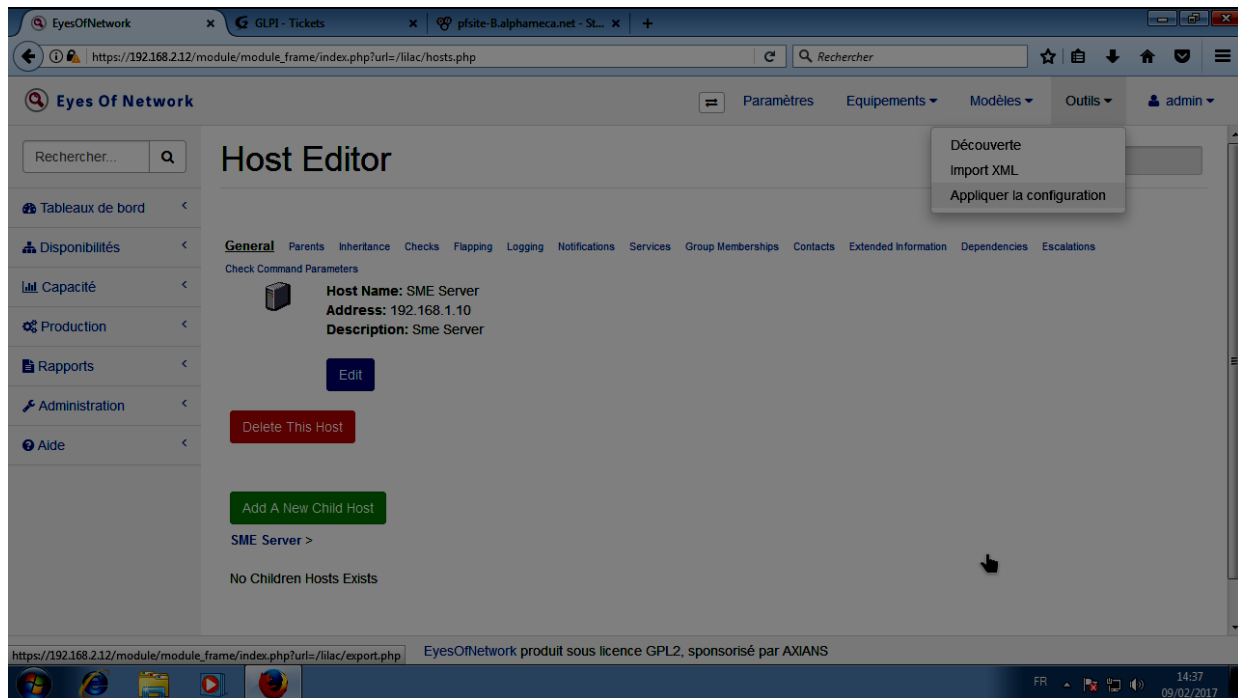 EyesOfNetwork
GLPI - Tickets
pfsite-B.alphameca.net - St...
https://192.168.2.12/module/module_frame/index.php?url=/lilac/hosts.php
Rechercher
Eyes Of Network
Paramètres
Equipements
Modèles
Outils
admin
Rechercher...
Host Editor
Découverte
Import XML
Appliquer la configuration
Tableaux de bord
Disponibilités
Capacité
Production
Rapports
Administration
Aide
General Parents Inheritance Checks Flapping Logging Notifications Services Group Memberships Contacts Extended Information Dependencies Escalations
Check Command Parameters
Host Name: SME Server
Address: 192.168.1.10
Description: Sme Server
Edit
Delete This Host
Add A New Child Host
SME Server >
No Children Hosts Exists
https://192.168.2.12/module/module_frame/index.php?url=/lilac/export.php
EyesOfNetwork produit sous licence GPL2, sponsorisé par AXIANS
FR
14:37
09/02/2017